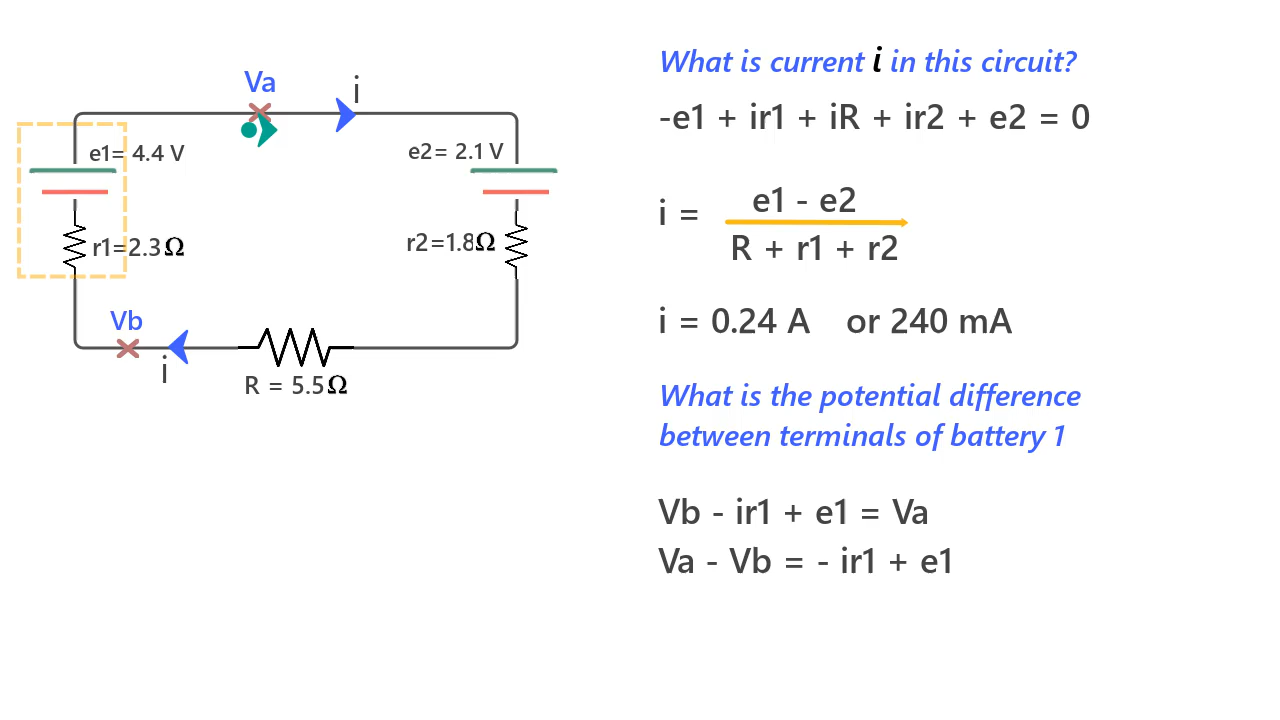 Va
i
e1= 4.4 V
e2= 2.1 V
r1=2.3Ω
r2=1.8Ω
Vb
i
R = 5.5Ω
What is current i in this circuit?
-e1 + ir1 + iR + ir2 + e2 = 0
i =
e1 - e2
R + r1 + r2
i = 0.24 A or 240 mA
What is the potential difference
between terminals of battery 1
Vb - ir1 + e1 = Va
Va - Vb = - ir1 + e1